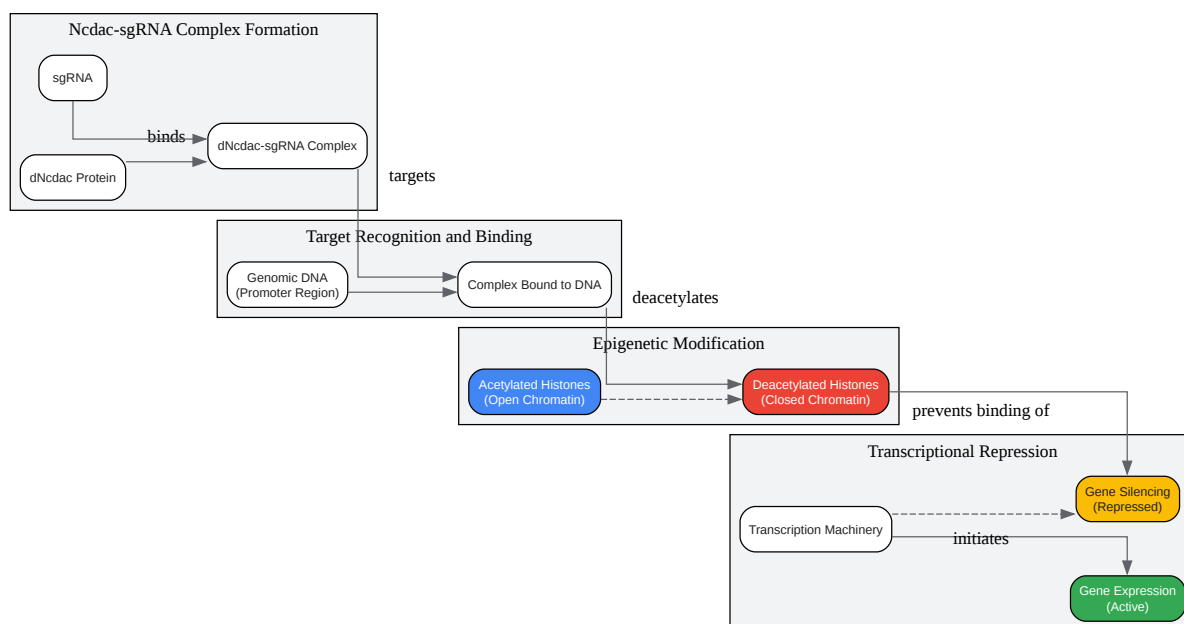 Ncdac-sgRNA Complex Formation
sgRNA
binds
dNcdac-sgRNA Complex
dNcdac Protein
targets
Target Recognition and Binding
Genomic DNA
(Promoter Region)
Complex Bound to DNA
deacetylates
Epigenetic Modification
Acetylated Histones
(Open Chromatin)
Deacetylated Histones
(Closed Chromatin)
prevents binding of
Transcriptional Repression
Gene Silencing
(Repressed)
Transcription Machinery
initiates
Gene Expression
(Active)